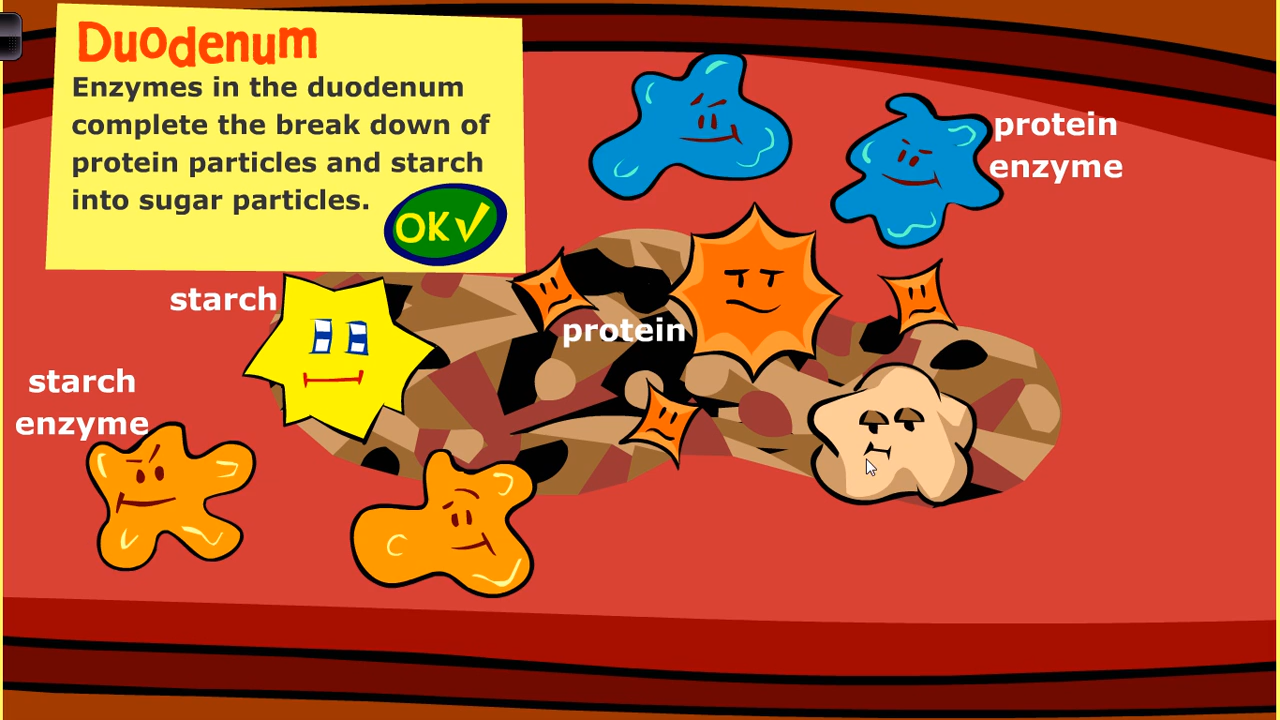 Duodenum
Enzymes in the duodenum
complete the break down of
protein particles and starch
into sugar particles.
OK✓
protein
enzyme
starch
protein
starch
enzyme